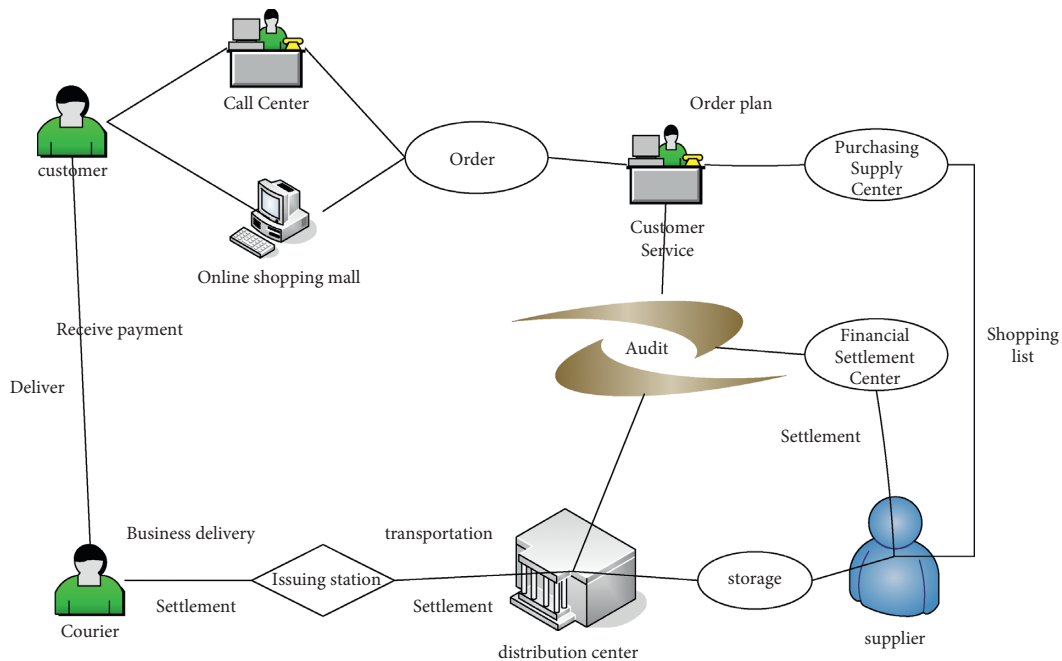 Call Center
customer
Order plan
Order
Purchasing
Supply
Center
Customer
Service
Online shopping mall
Receive payment
Audit
Financial
Settlement
Center
Shopping
list
Deliver
Settlement
Business delivery
transportation
Issuing station
storage
Settlement
Settlement
Courier
supplier
distribution center